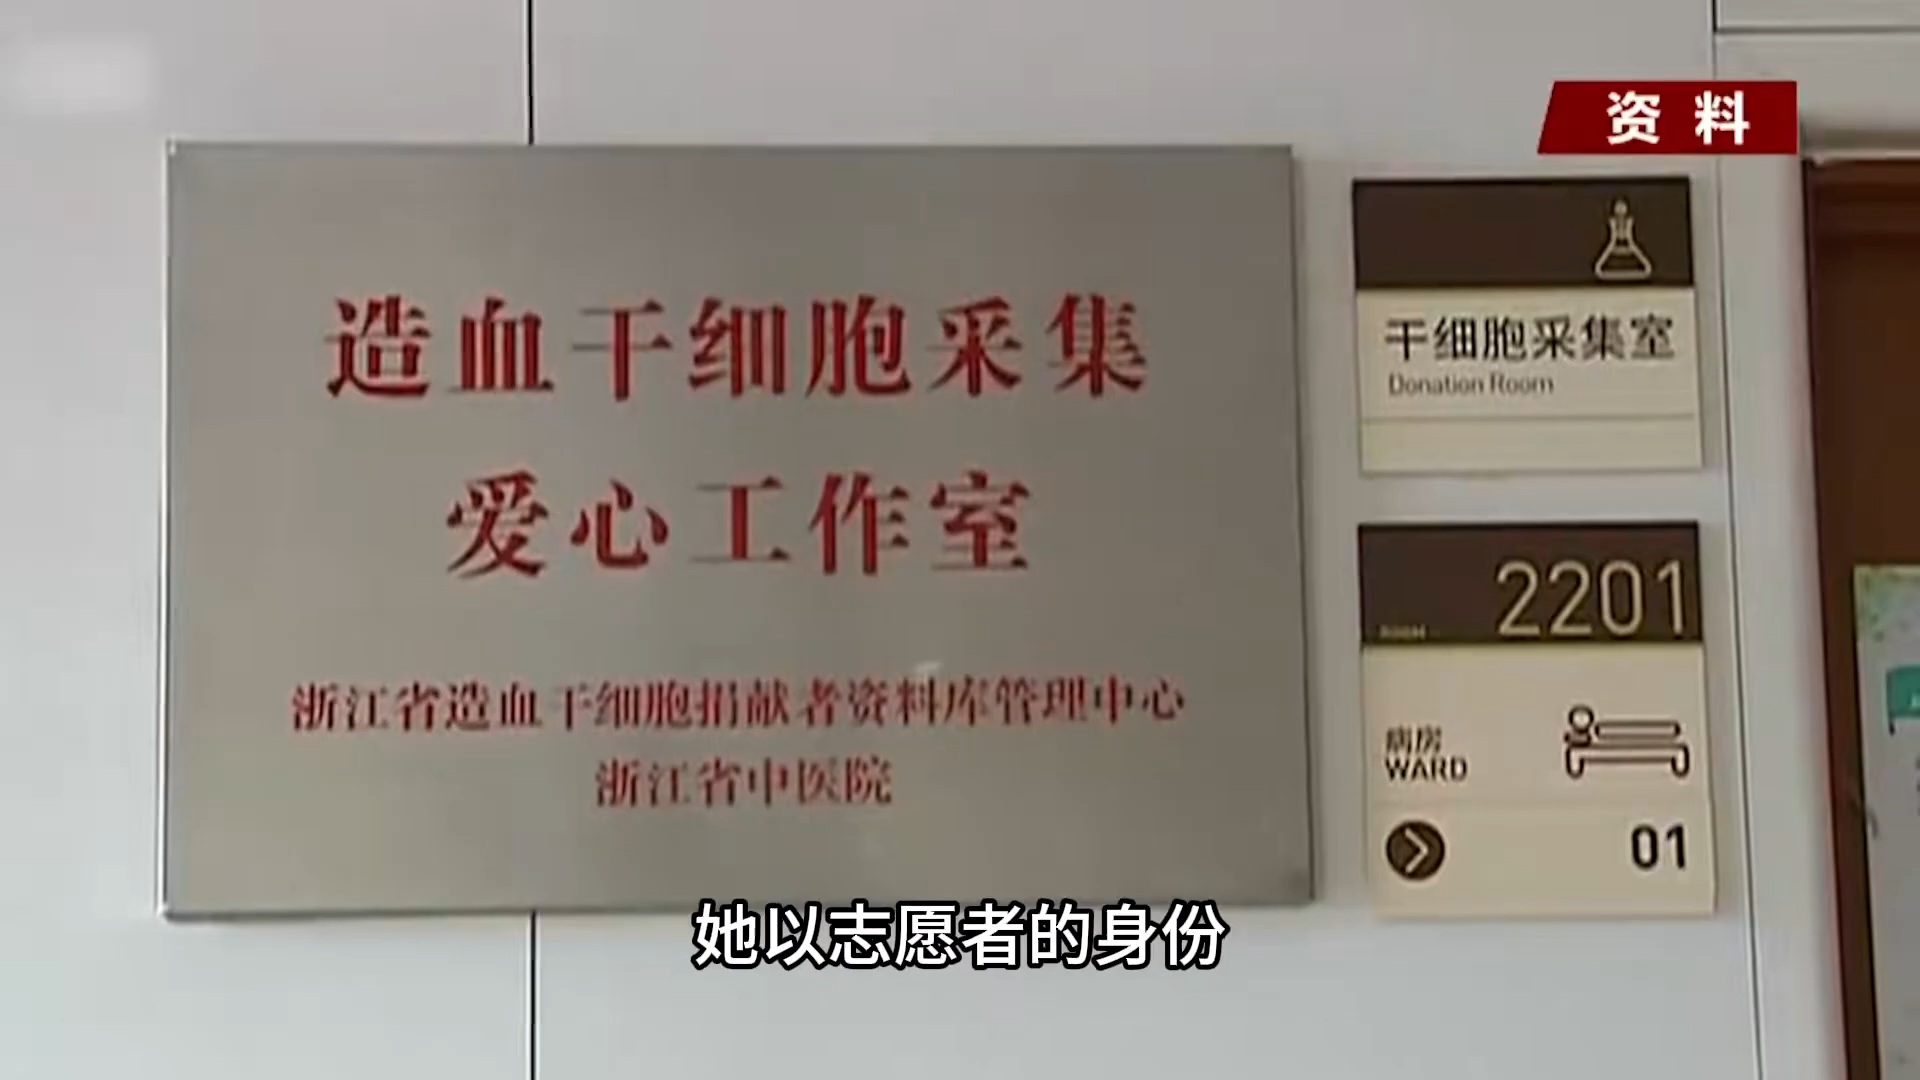 资料
造血干细胞采集
爱心工作室
浙江省造血干细胞捐献者资料库管理中心
浙江省中医院
干细胞采集室
Donation Room
2201
ROOM
病房
WARD
01
她以志愿者的身份